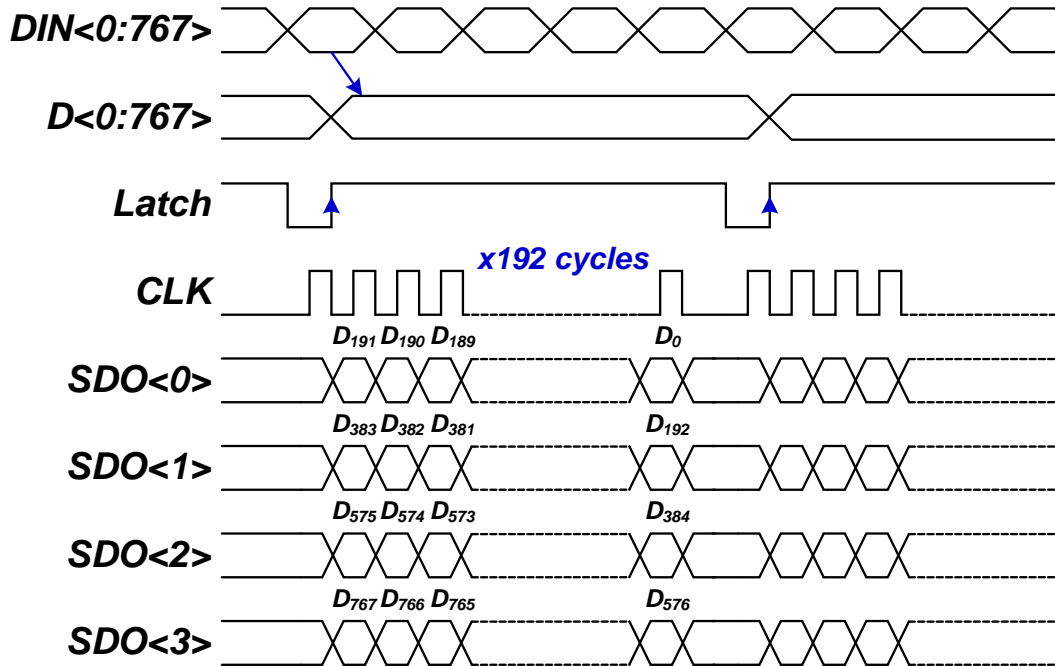 DIN<0:767>
D<0:767>
Latch
x192 cycles
CLK
D191 D190 D189 D0
SDO<0>
D383 D382 D381 D192
SDO<1>
D575 D574 D573 D384
SDO<2>
D767 D766 D765 D576
SDO<3>